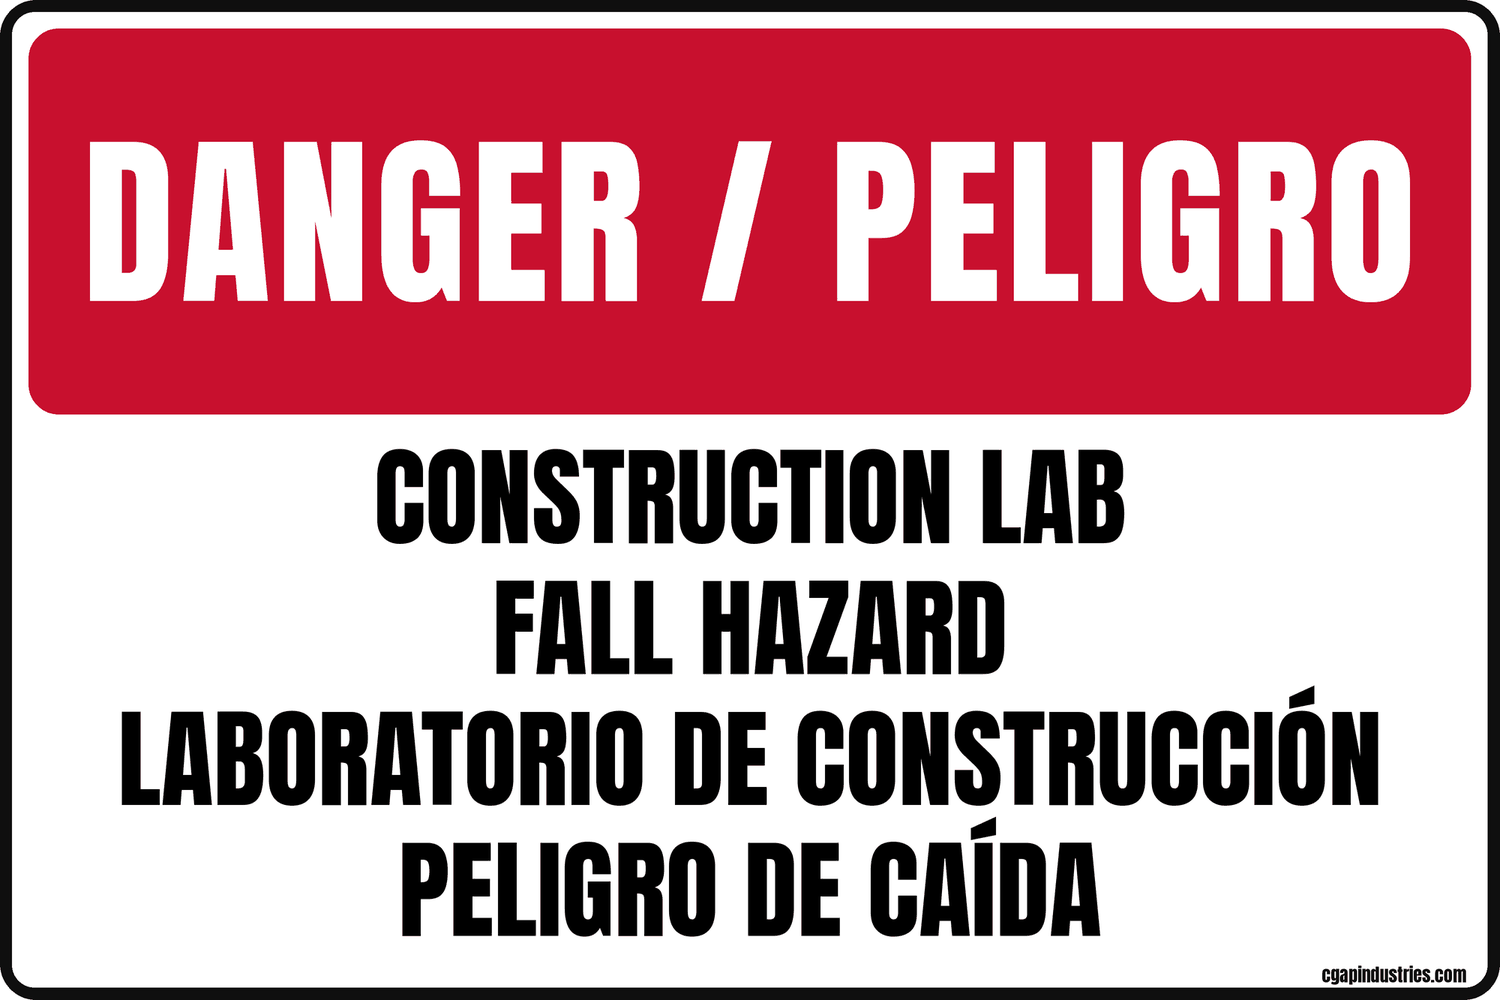 DANGER / PELIGRO
CONSTRUCTION LAB
FALL HAZARD
LABORATORIO DE CONSTRUCCIÓN
PELIGRO DE CAÍDA
cgapindustries.com